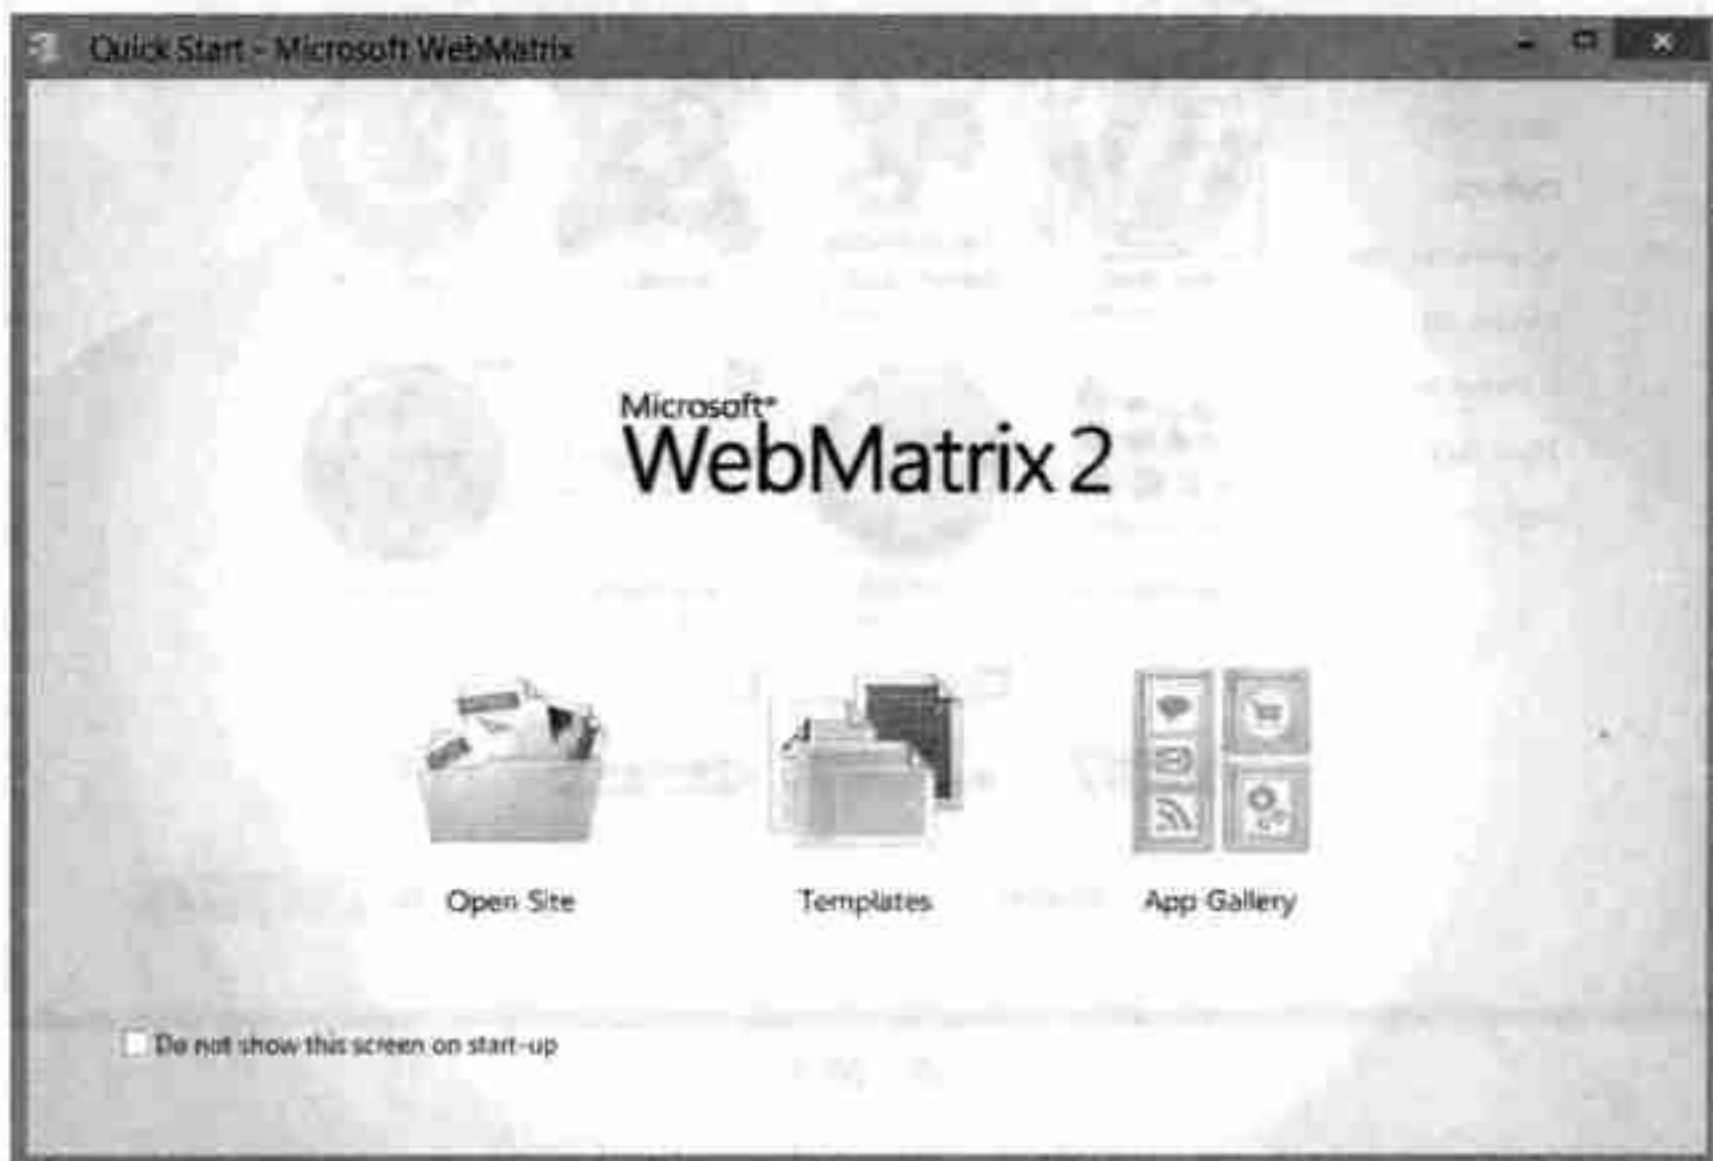 Quick Start - Microsoft WebMatrix
Microsoft®
WebMatrix 2
Open Site
Templates
App Gallery
Do not show this screen on start-up